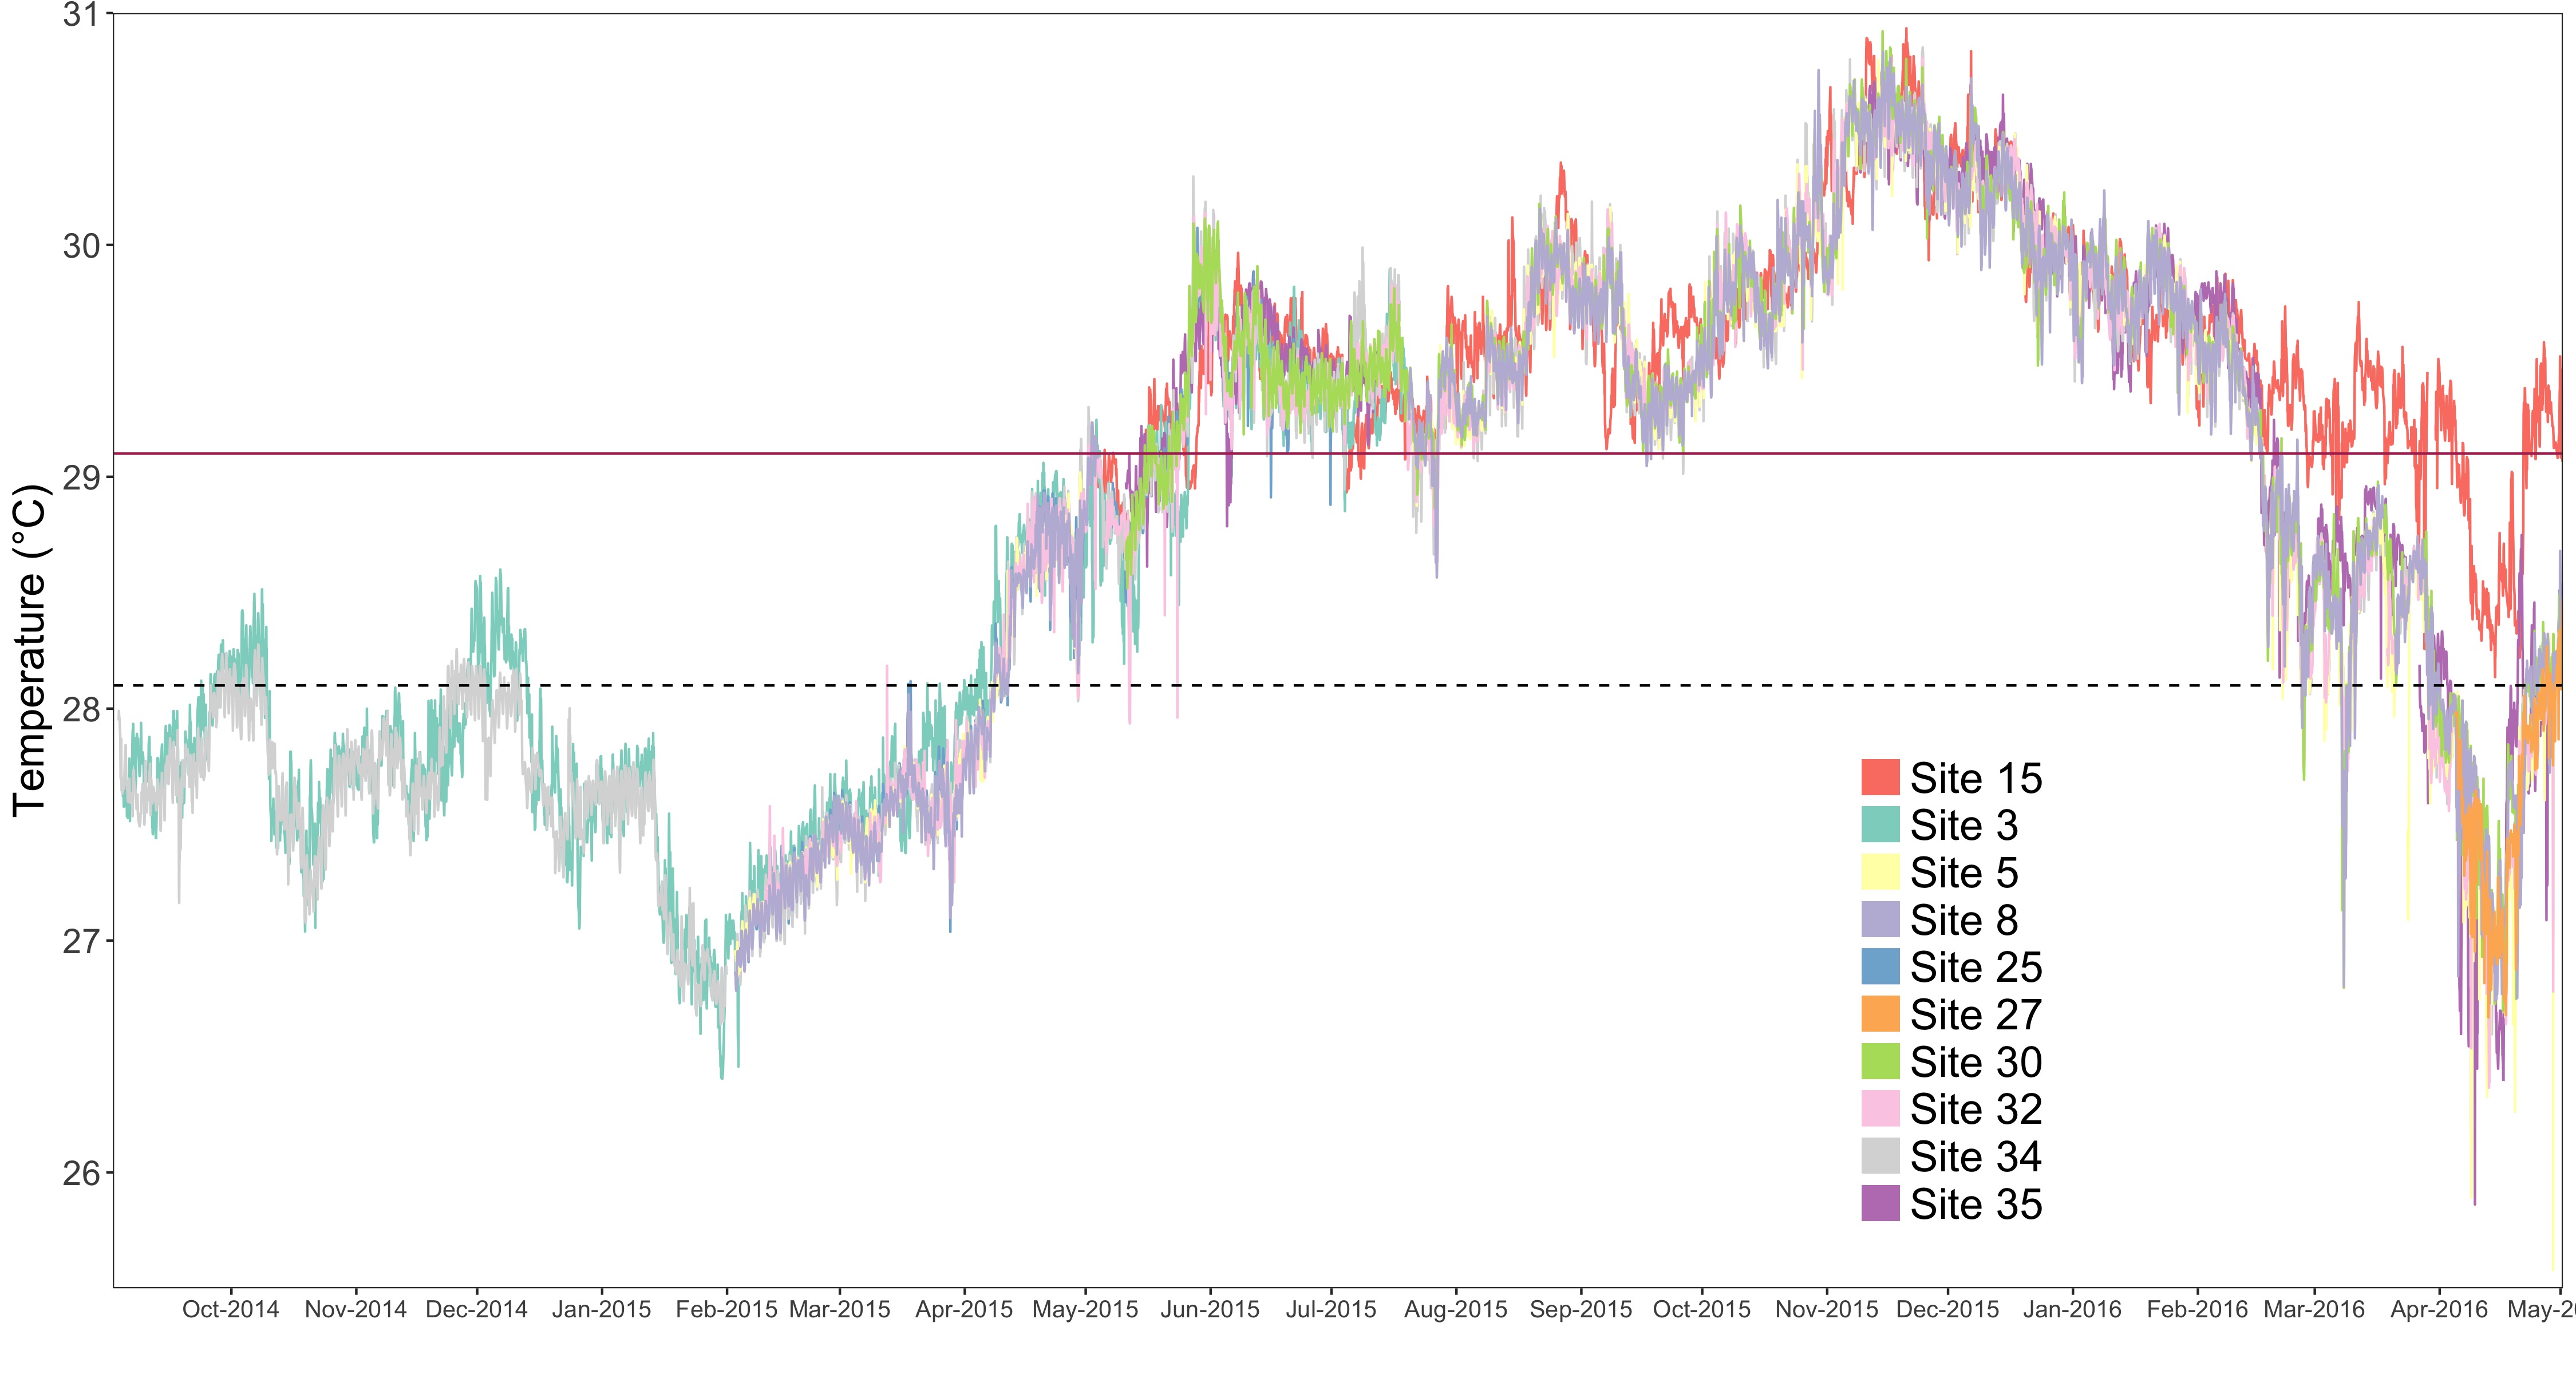 Temperature (°C)
31
30
29
28
27
26
Site 15
Site 3
Site 5
Site 8
Site 25
Site 27
Site 30
Site 32
Site 34
Site 35
Oct-2014 Nov-2014 Dec-2014 Jan-2015 Feb-2015 Mar-2015 Apr-2015 May-2015 Jun-2015 Jul-2015 Aug-2015 Sep-2015 Oct-2015 Nov-2015 Dec-2015 Jan-2016 Feb-2016 Mar-2016 Apr-2016 May-20